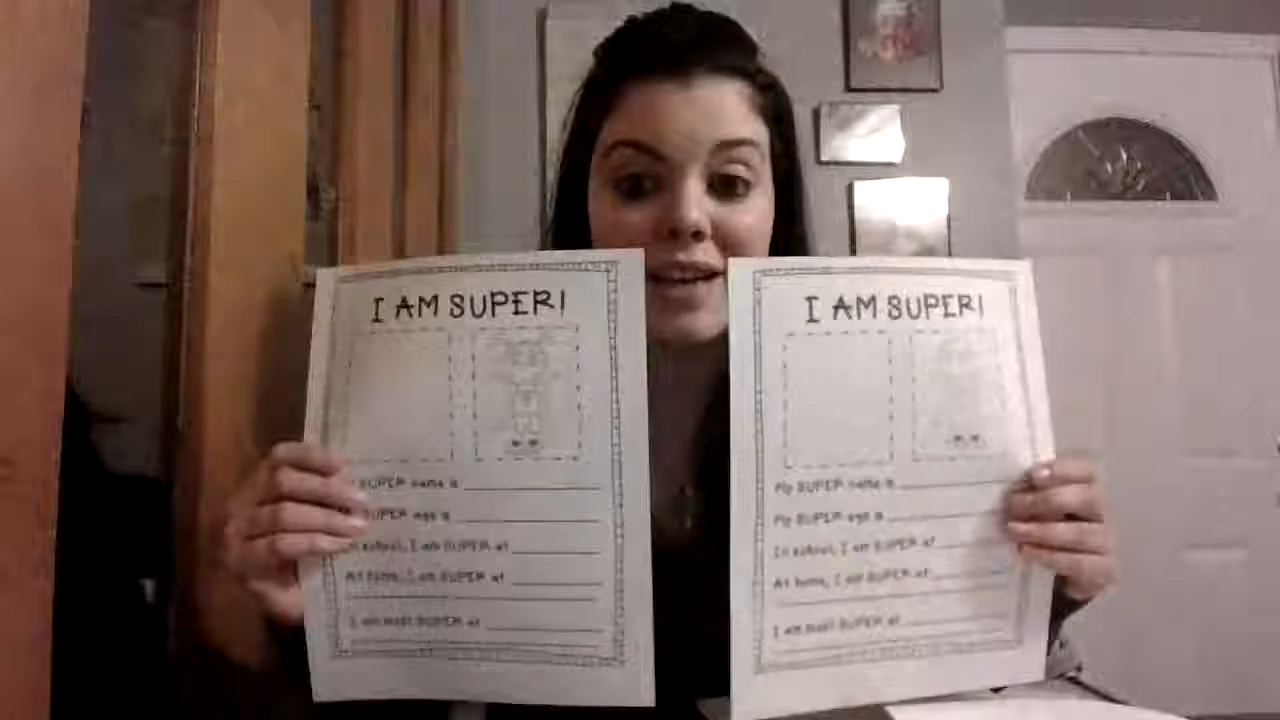 I AM SUPER!
SUPER name is
SUPER age is
In school, I am SUPER at
At home, I am SUPER at
I am most SUPER at
I AM SUPER!
My SUPER name is
My SUPER age is
In school, I am SUPER at
At home, I am SUPER at
I am most SUPER at